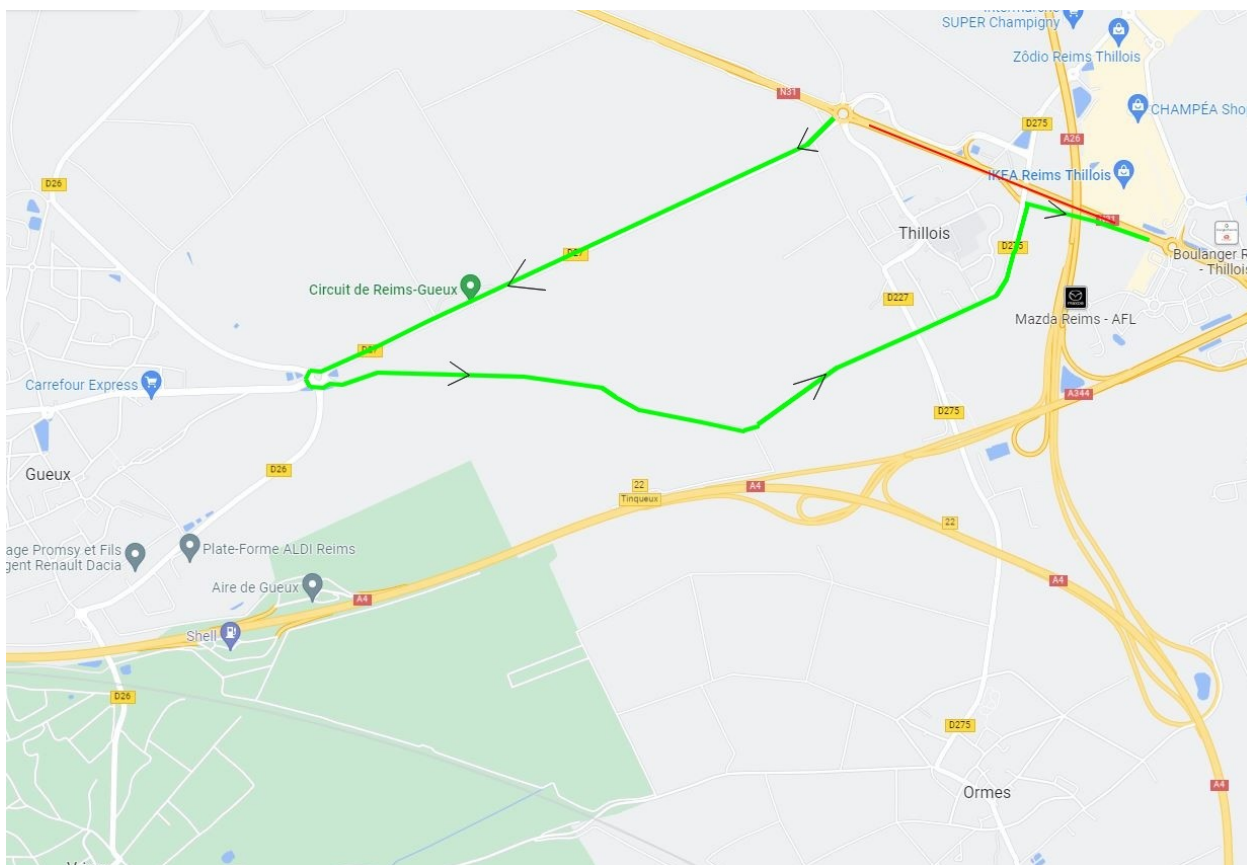 SUPER Champigny
Zôdio Reims Thillois
N31
CHAMPÉA Sho
D275
A26
IKEA Reims Thillois
D26
Thillois
Boulanger R
- Thillois
D27
D275
Circuit de Reims-Gueux
D227
Mazda Reims - AFL
D27
Carrefour Express
A344
D275
Gueux
D26
22
Tinqueux
A4
22
age Promsy et Fils
gent Renault Dacia
Plate-Forme ALDI Reims
Aire de Gueux
A4
A4
Shell
D26
D275
A4
Ormes